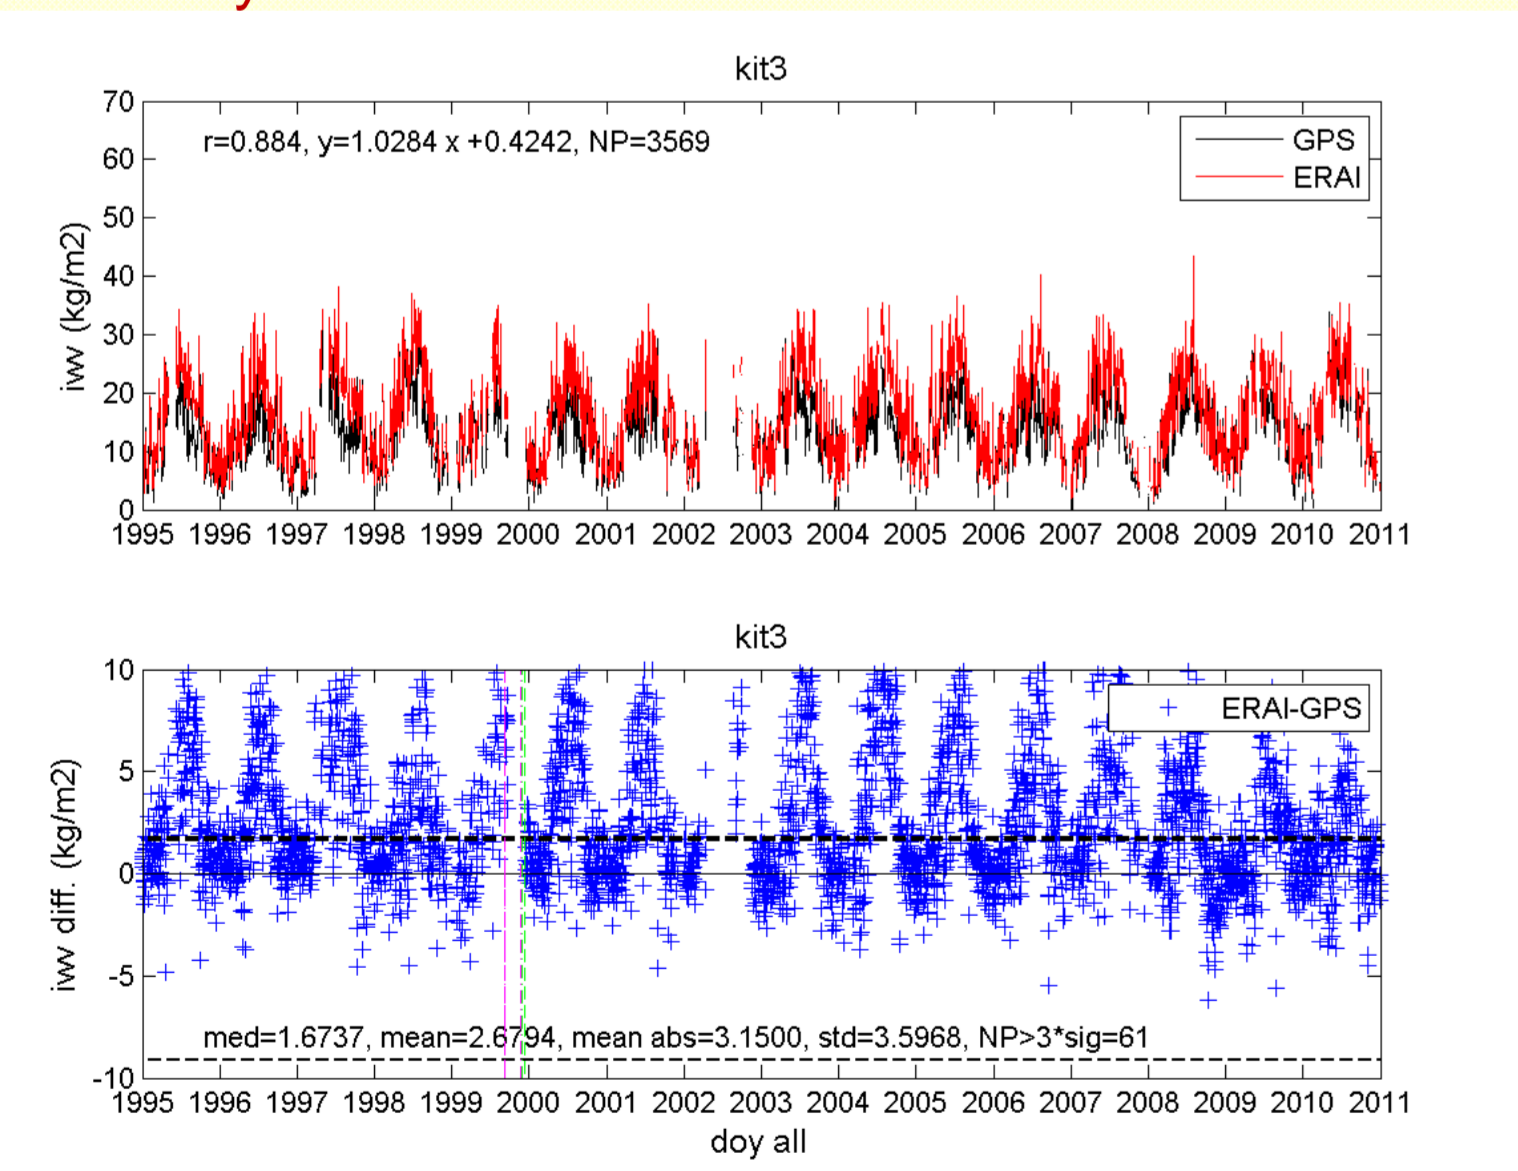 kit3
r=0.884, y=1.0284 x +0.4242, NP=3569
GPS
ERAI
iwv (kg/m2)
70
60
50
40
30
20
10
0
1995 1996 1997 1998 1999 2000 2001 2002 2003 2004 2005 2006 2007 2008 2009 2010 2011
kit3
ERAI-GPS
iwv diff. (kg/m2)
10
5
0
-5
-10
med=1.6737, mean=2.6794, mean abs=3.1500, std=3.5968, NP>3*sig=61
1995 1996 1997 1998 1999 2000 2001 2002 2003 2004 2005 2006 2007 2008 2009 2010 2011
doy all